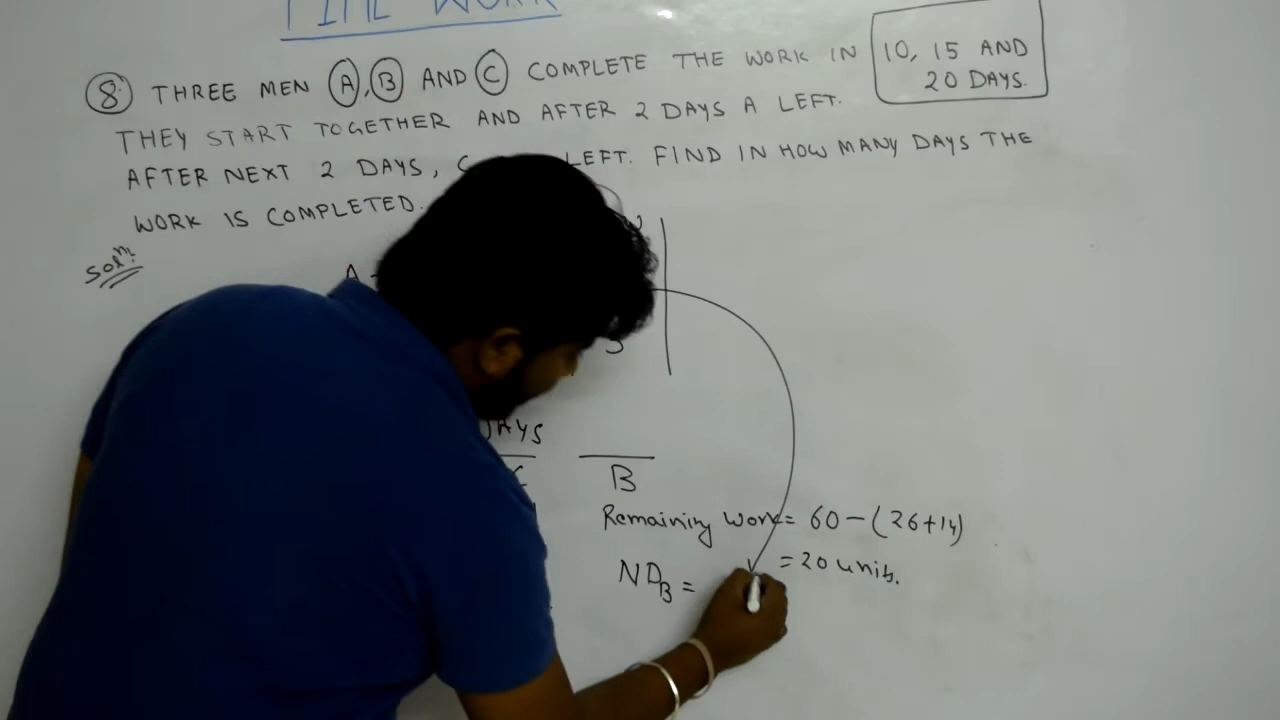 TIME WORK
8 THREE MEN A, B AND C COMPLETE THE WORK IN 10, 15 AND
20 DAYS.
THEY START TOGETHER AND AFTER 2 DAYS A LEFT.
AFTER NEXT 2 DAYS, C LEFT. FIND IN HOW MANY DAYS THE
WORK IS COMPLETED.
Solⁿ:
A -
DAYS
B
Remaining Work = 60 - (26+14)
= 20 units.
ND_B =